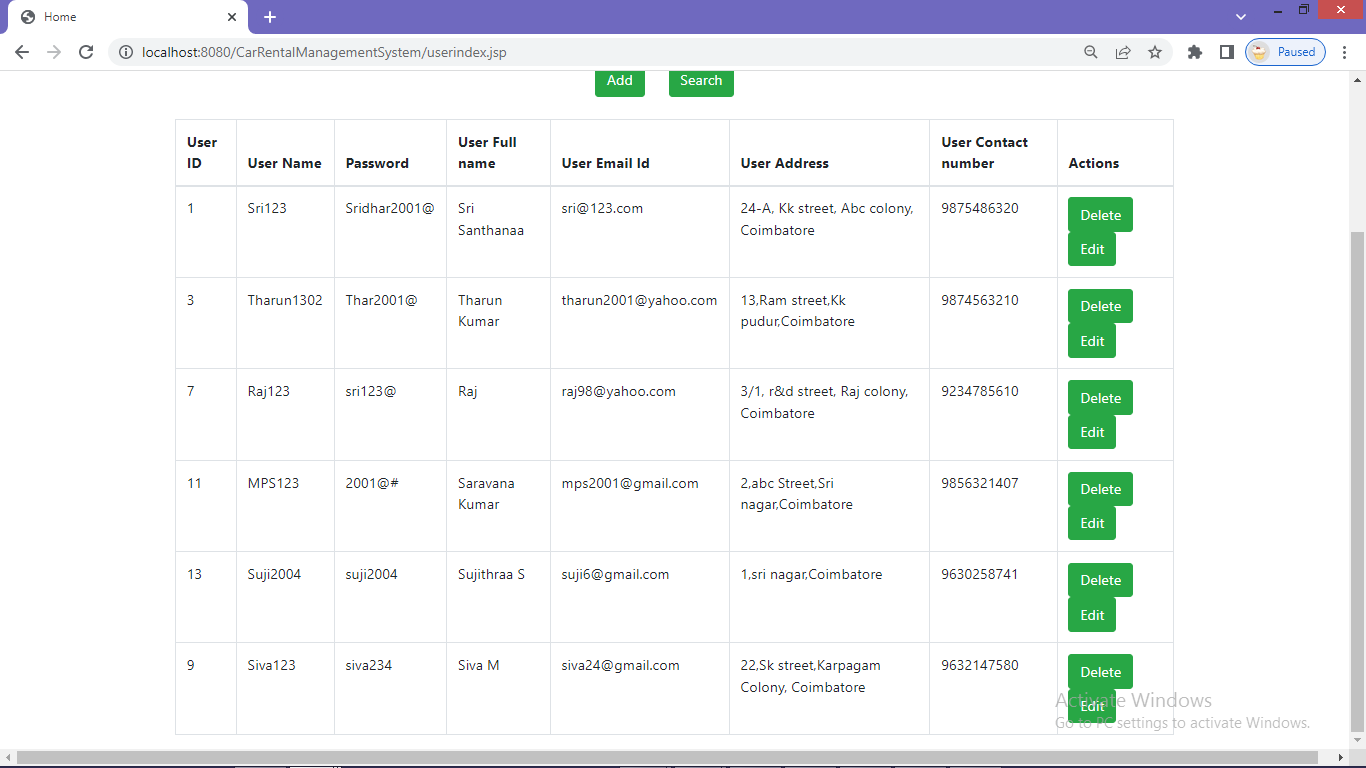 Home
localhost:8080/CarRentalManagementSystem/userindex.jsp
Paused
Add Search
User ID User Name Password User Full name User Email Id User Address User Contact number Actions
1 Sri123 Sridhar2001@ Sri Santhanaa sri@123.com 24-A, Kk street, Abc colony, Coimbatore 9875486320 Delete Edit
3 Tharun1302 Thar2001@ Tharun Kumar tharun2001@yahoo.com 13,Ram street,Kk pudur,Coimbatore 9874563210 Delete Edit
7 Raj123 sri123@ Raj raj98@yahoo.com 3/1, r&d street, Raj colony, Coimbatore 9234785610 Delete Edit
11 MPS123 2001@# Saravana Kumar mps2001@gmail.com 2,abc Street,Sri nagar,Coimbatore 9856321407 Delete Edit
13 Suji2004 suji2004 Sujithraa S suji6@gmail.com 1,sri nagar,Coimbatore 9630258741 Delete Edit
9 Siva123 siva234 Siva M siva24@gmail.com 22,Sk street,Karpagam Colony, Coimbatore 9632147580 Delete Edit
Activate Windows
Go to PC settings to activate Windows.